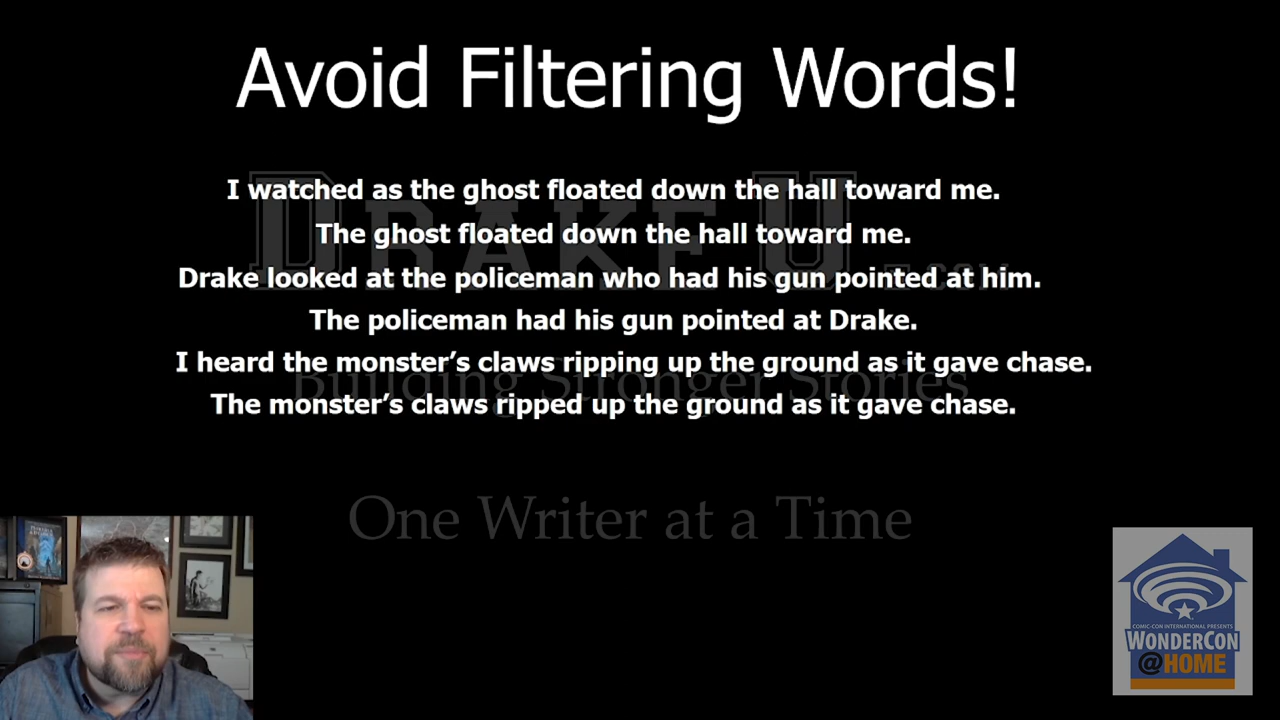 Avoid Filtering Words!
I watched as the ghost floated down the hall toward me.
DRAKE U
.COM
The ghost floated down the hall toward me.
Drake looked at the policeman who had his gun pointed at him.
The policeman had his gun pointed at Drake.
I heard the monster’s claws ripping up the ground as it gave chase.
Building Stronger Stories
The monster’s claws ripped up the ground as it gave chase.
One Writer at a Time
COMIC-CON INTERNATIONAL PRESENTS
WONDERCON
@HOME